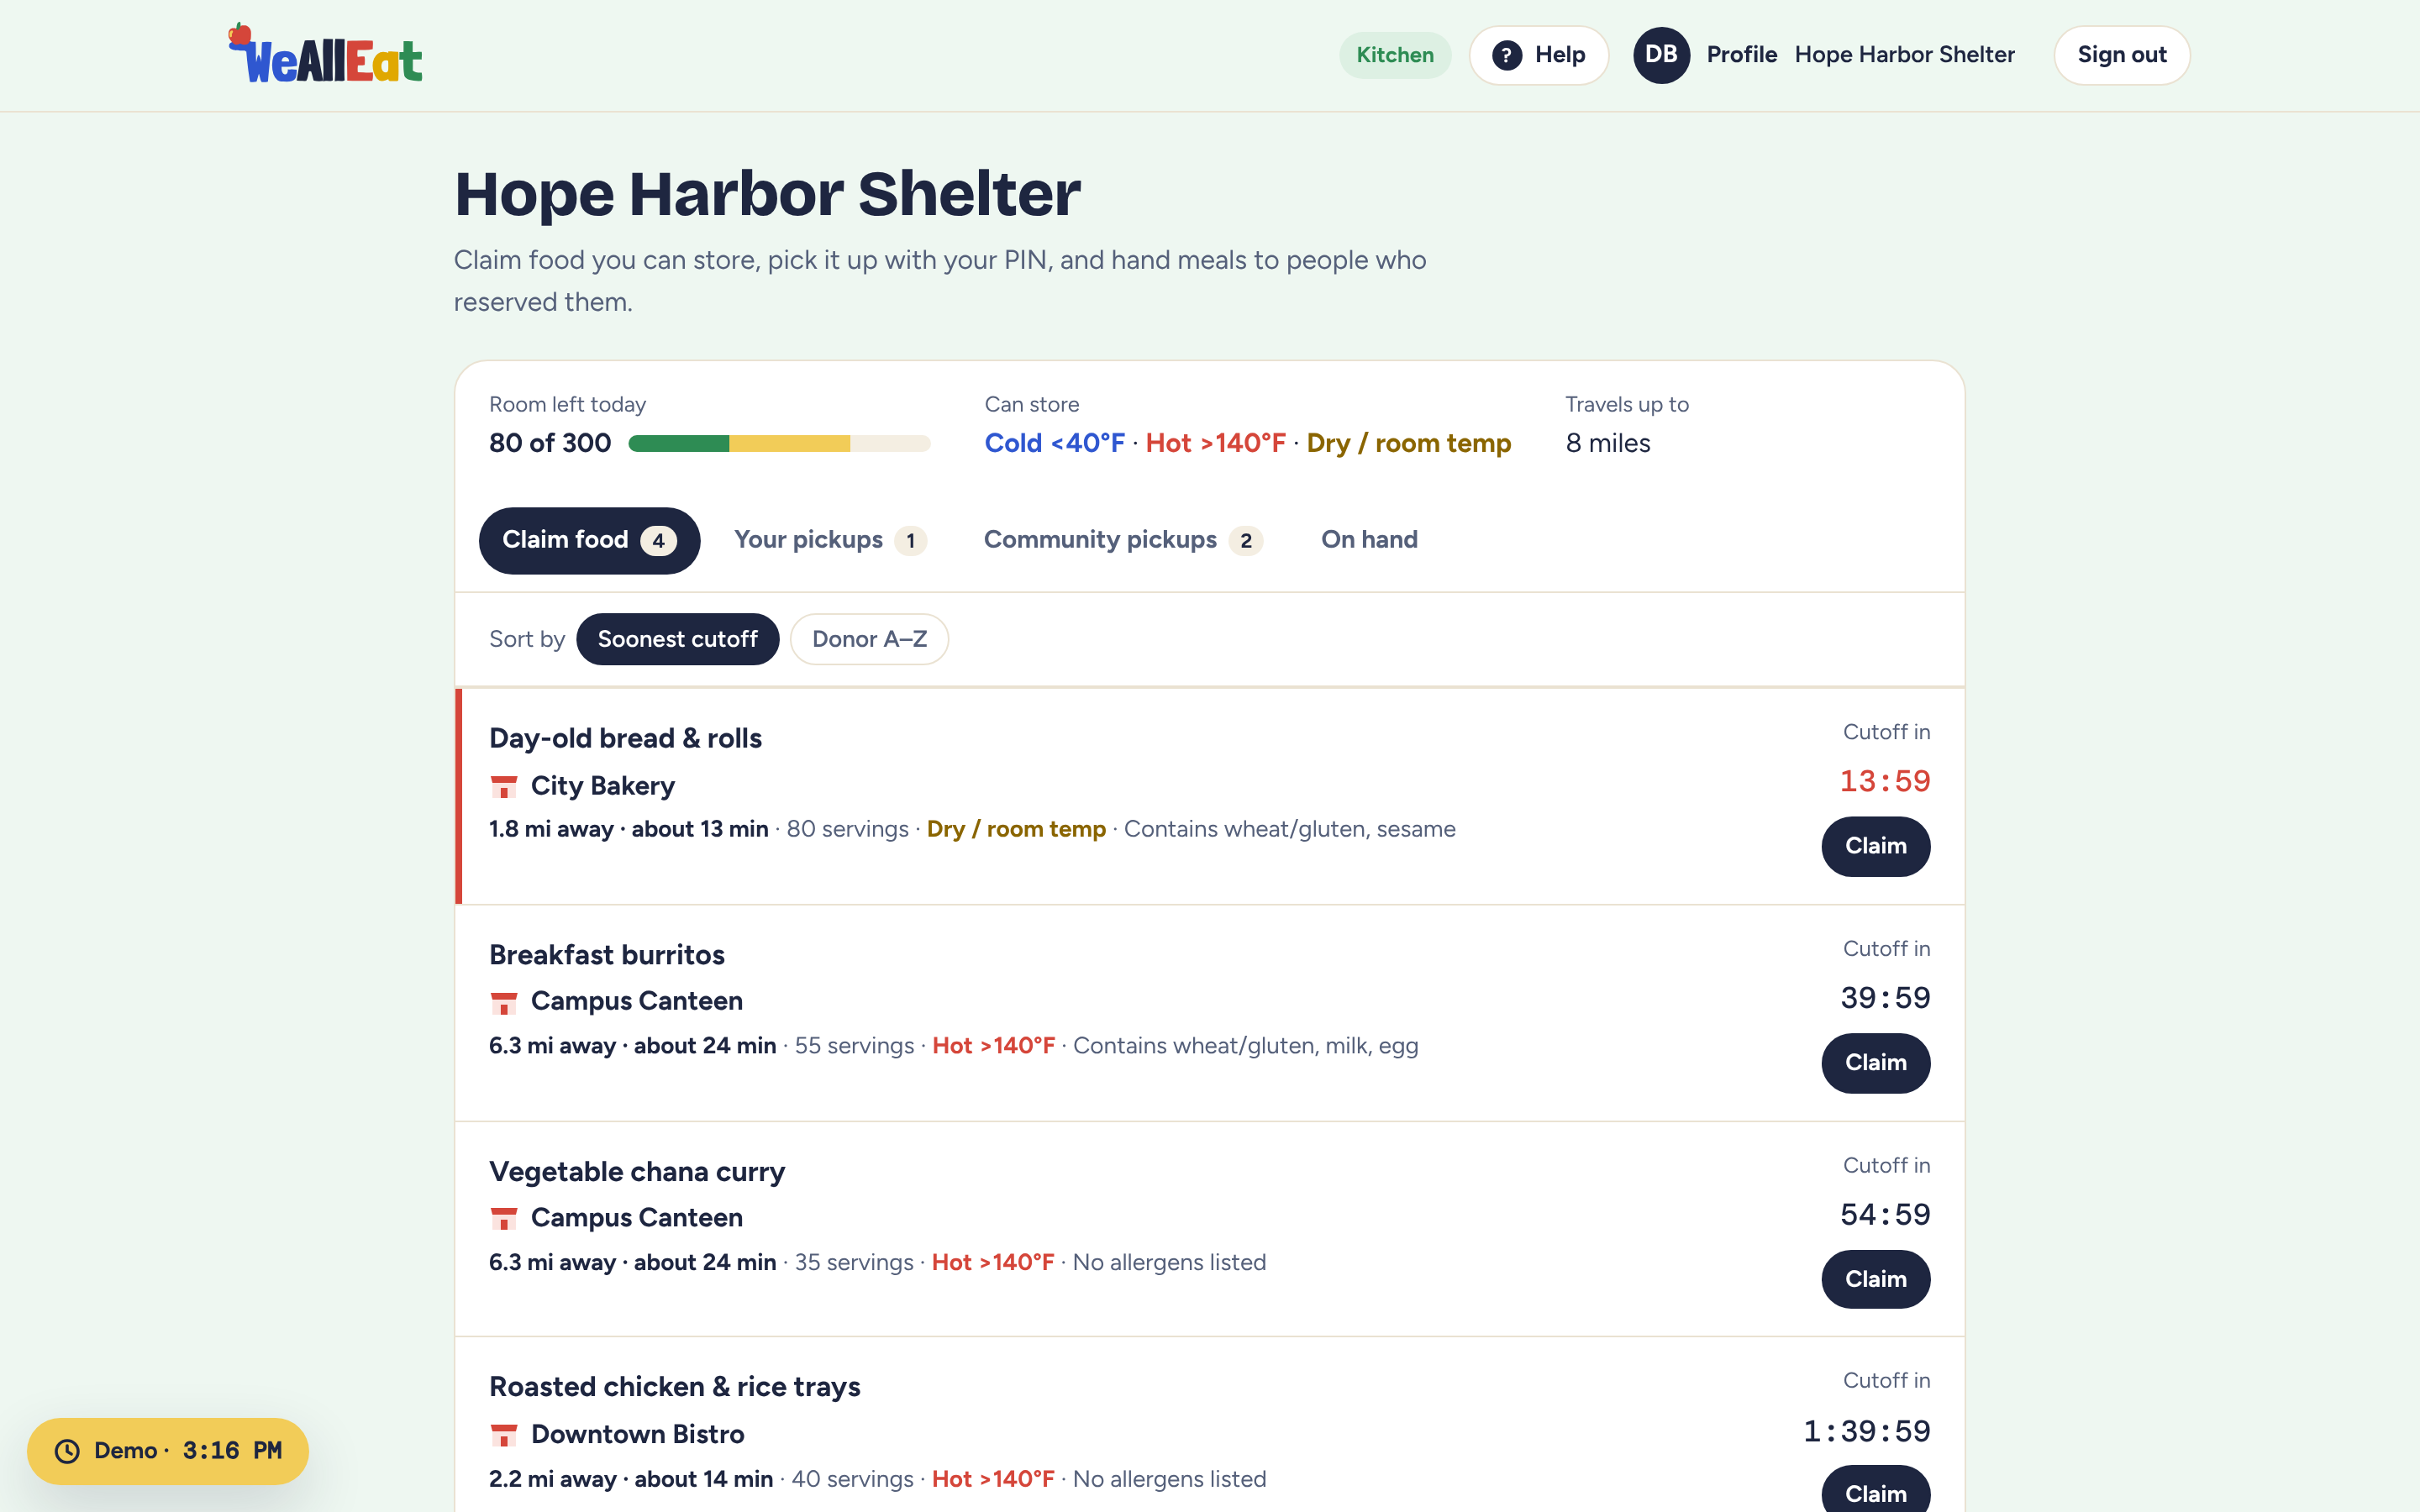 WeAllEat
Kitchen
? Help
DB Profile Hope Harbor Shelter
Sign out
Hope Harbor Shelter
Claim food you can store, pick it up with your PIN, and hand meals to people who
reserved them.
Room left today
80 of 300
Can store
Cold <40°F · Hot >140°F · Dry / room temp
Travels up to
8 miles
Claim food 4
Your pickups 1
Community pickups 2
On hand
Sort by Soonest cutoff Donor A–Z
Day-old bread & rolls
City Bakery
1.8 mi away · about 13 min · 80 servings · Dry / room temp · Contains wheat/gluten, sesame
Cutoff in
13:59
Claim
Breakfast burritos
Campus Canteen
6.3 mi away · about 24 min · 55 servings · Hot >140°F · Contains wheat/gluten, milk, egg
Cutoff in
39:59
Claim
Vegetable chana curry
Campus Canteen
6.3 mi away · about 24 min · 35 servings · Hot >140°F · No allergens listed
Cutoff in
54:59
Claim
Roasted chicken & rice trays
Downtown Bistro
2.2 mi away · about 14 min · 40 servings · Hot >140°F · No allergens listed
Cutoff in
1:39:59
Claim
Demo · 3:16 PM